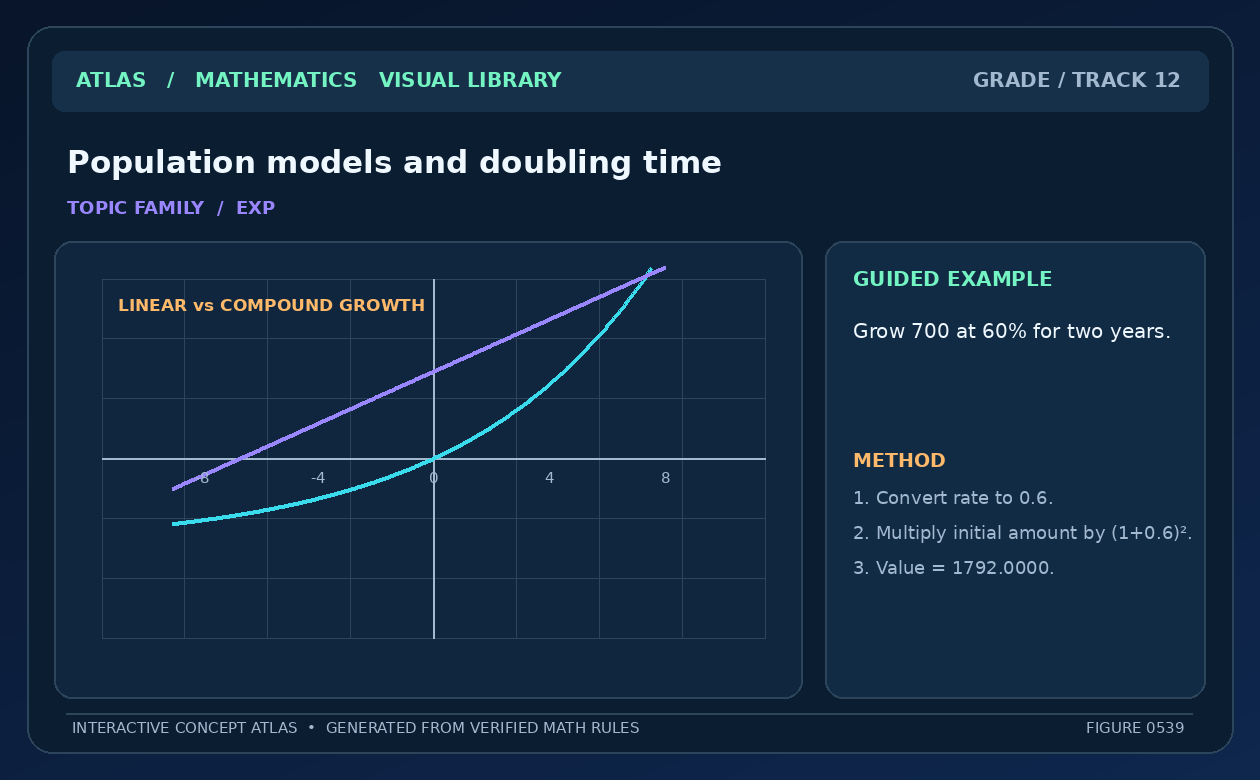 ATLAS / MATHEMATICS VISUAL LIBRARY
GRADE / TRACK 12
Population models and doubling time
TOPIC FAMILY / EXP
LINEAR vs COMPOUND GROWTH
-8 -4 0 4 8
GUIDED EXAMPLE
Grow 700 at 60% for two years.
METHOD
1. Convert rate to 0.6.
2. Multiply initial amount by (1+0.6)².
3. Value = 1792.0000.
INTERACTIVE CONCEPT ATLAS • GENERATED FROM VERIFIED MATH RULES
FIGURE 0539